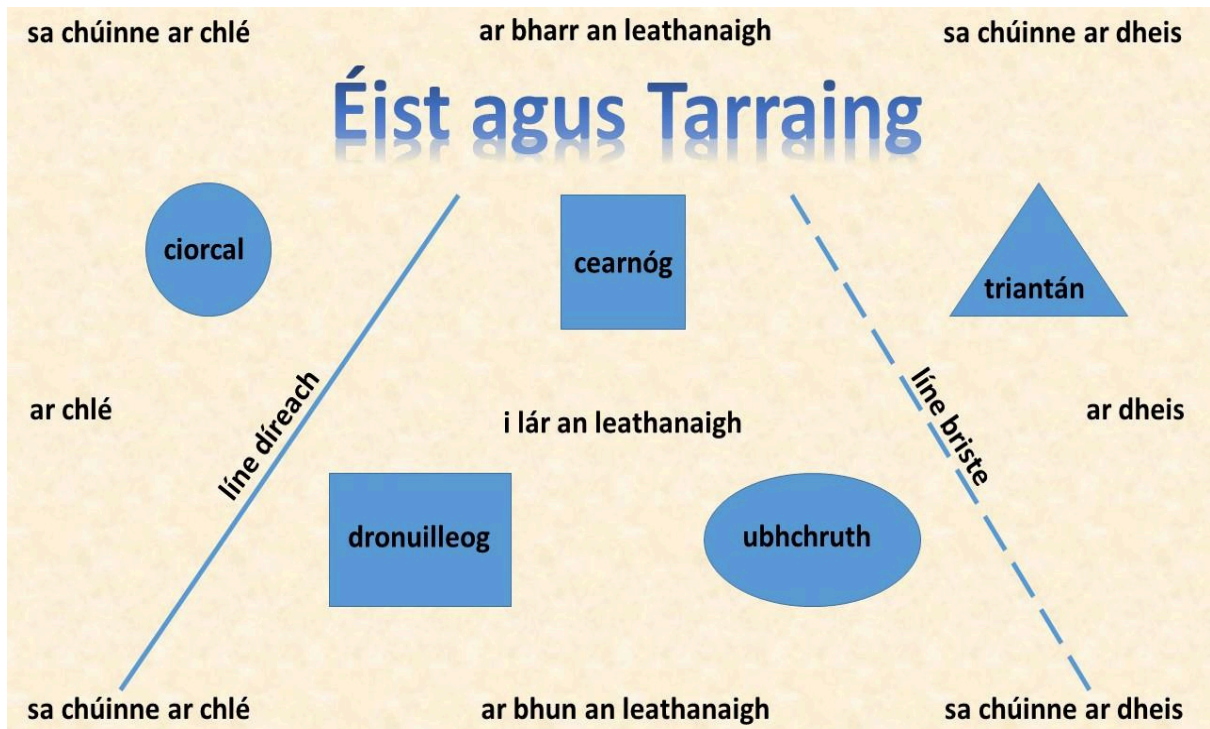 sa chúinne ar chlé
ar bharr an leathanaigh
sa chúinne ar dheis
Éist agus Tarraing
ciorcal
cearnóg
triantán
líne díreach
líne briste
ar chlé
i lár an leathanaigh
ar dheis
dronuilleog
ubhchruth
sa chúinne ar chlé
ar bhun an leathanaigh
sa chúinne ar dheis